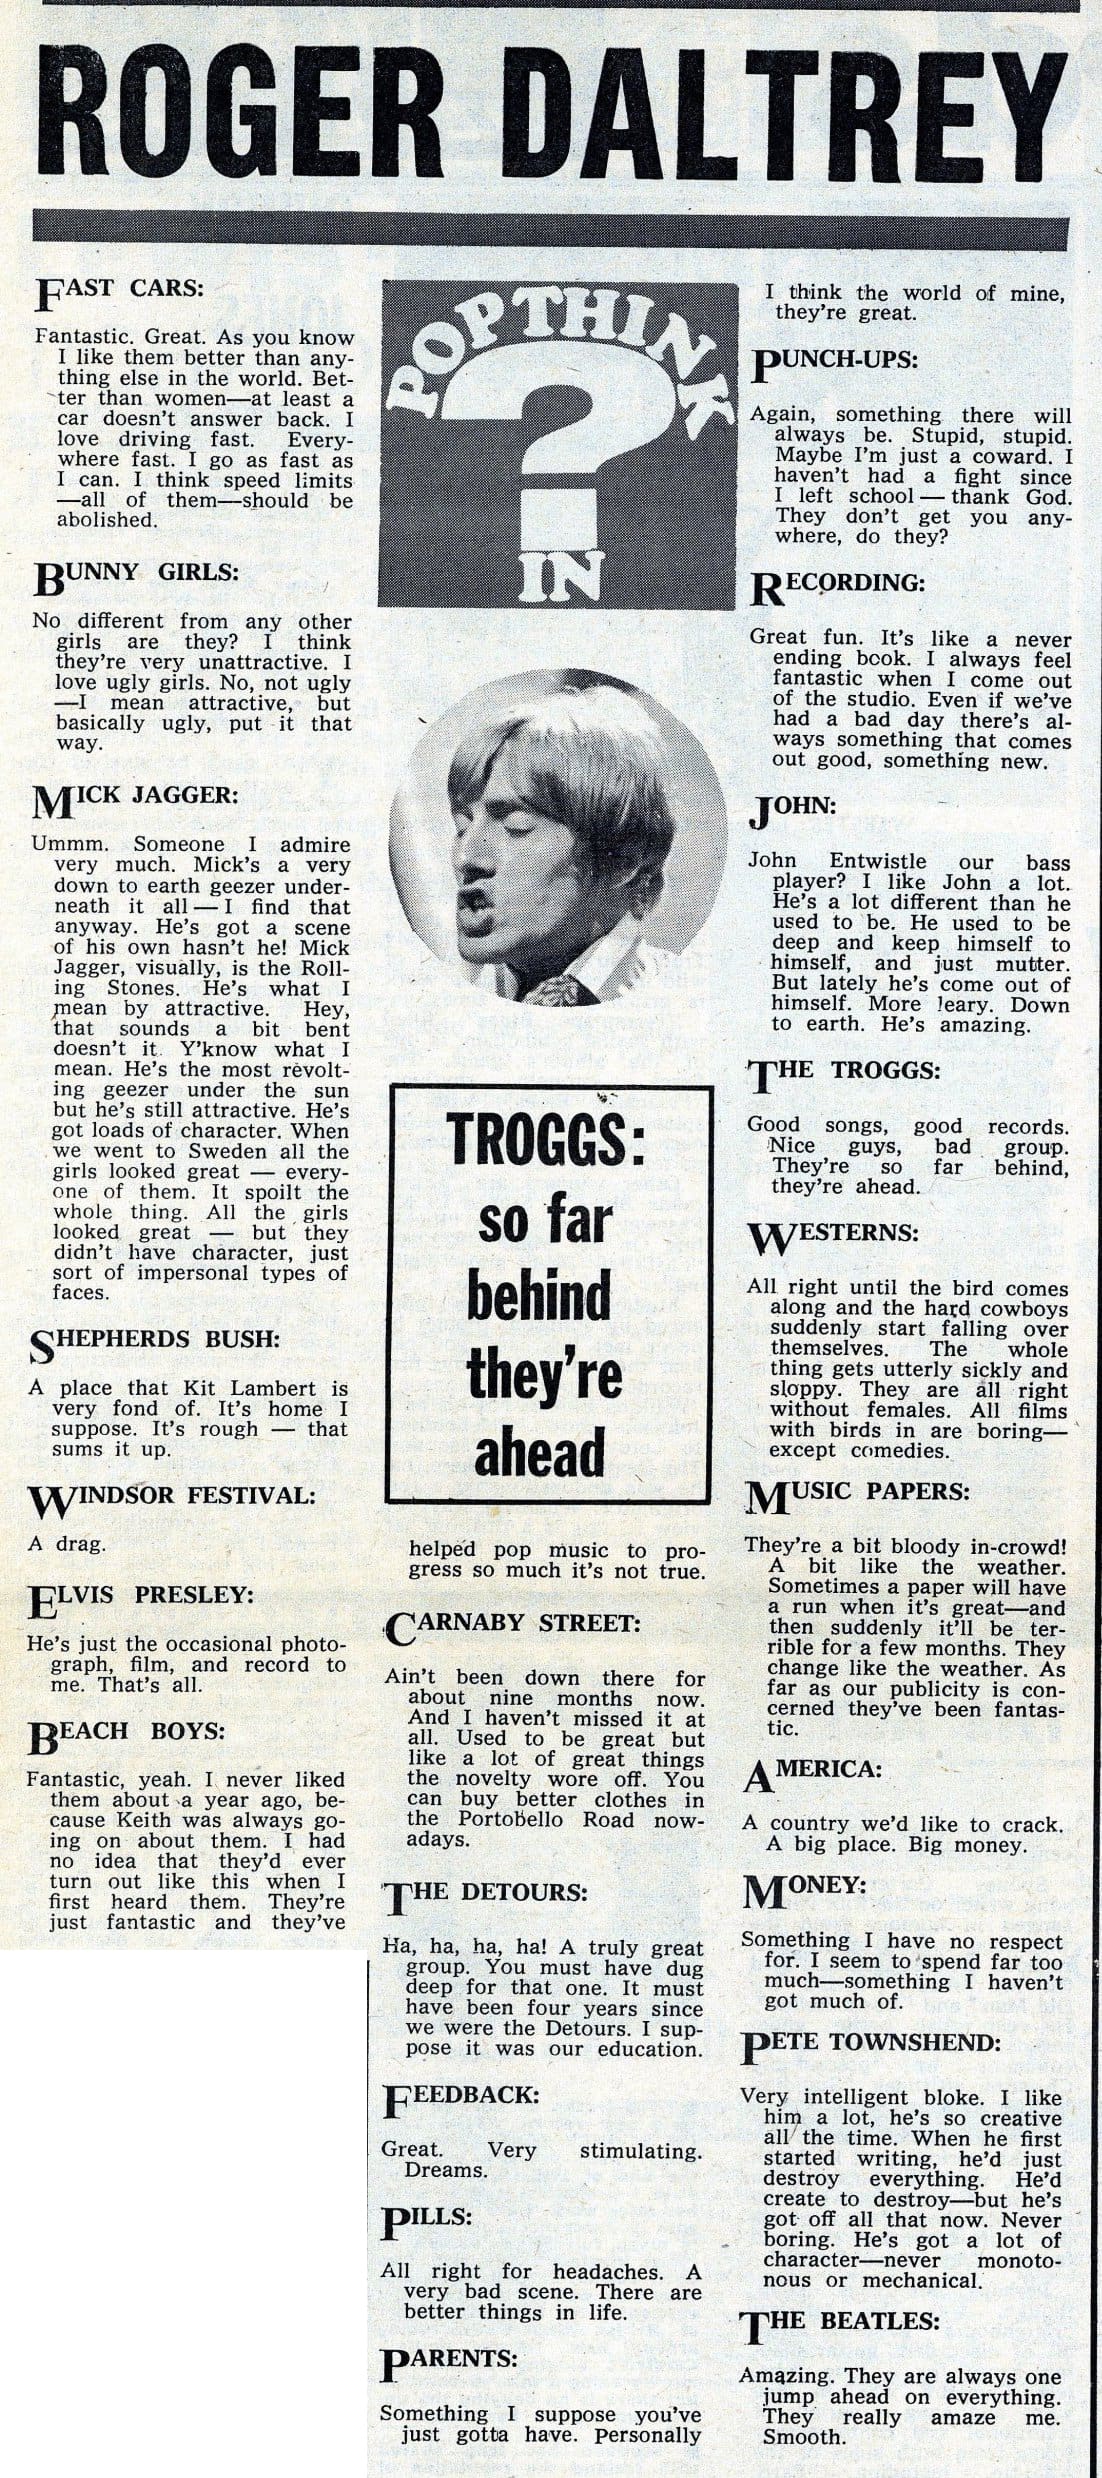 ROGER DALTREY
FAST CARS:
Fantastic. Great. As you know
I like them better than any-
thing else in the world. Bet-
ter than women—at least a
car doesn't answer back. I
love driving fast. Every-
where fast. I go as fast as
I can. I think speed limits
—all of them—should be
abolished.
BUNNY GIRLS:
No different from any other
girls are they? I think
they're very unattractive. I
love ugly girls. No, not ugly
—I mean attractive, but
basically ugly, put it that
way.
MICK JAGGER:
Ummm. Someone I admire
very much. Mick's a very
down to earth geezer under-
neath it all—I find that
anyway. He's got a scene
of his own hasn't he! Mick
Jagger, visually, is the Roll-
ing Stones. He's what I
mean by attractive. Hey,
that sounds a bit bent
doesn't it. Y'know what I
mean. He's the most revolt-
ing geezer under the sun
but he's still attractive. He's
got loads of character. When
we went to Sweden all the
girls looked great — every-
one of them. It spoilt the
whole thing. All the girls
looked great — but they
didn't have character, just
sort of impersonal types of
faces.
SHEPHERDS BUSH:
A place that Kit Lambert is
very fond of. It's home I
suppose. It's rough — that
sums it up.
WINDSOR FESTIVAL:
A drag.
ELVIS PRESLEY:
He's just the occasional photo-
graph, film, and record to
me. That's all.
BEACH BOYS:
Fantastic, yeah. I never liked
them about a year ago, be-
cause Keith was always go-
ing on about them. I had
no idea that they'd ever
turn out like this when I
first heard them. They're
just fantastic and they've
POP THINK
?
IN
TROGGS:
so far
behind
they're
ahead
helped pop music to pro-
gress so much it's not true.
CARNABY STREET:
Ain't been down there for
about nine months now.
And I haven't missed it at
all. Used to be great but
like a lot of great things
the novelty wore off. You
can buy better clothes in
the Portobello Road now-
adays.
THE DETOURS:
Ha, ha, ha, ha! A truly great
group. You must have dug
deep for that one. It must
have been four years since
we were the Detours. I sup-
pose it was our education.
FEEDBACK:
Great. Very stimulating.
Dreams.
PILLS:
All right for headaches. A
very bad scene. There are
better things in life.
PARENTS:
Something I suppose you've
just gotta have. Personally
I think the world of mine,
they're great.
PUNCH-UPS:
Again, something there will
always be. Stupid, stupid.
Maybe I'm just a coward. I
haven't had a fight since
I left school—thank God.
They don't get you any-
where, do they?
RECORDING:
Great fun. It's like a never
ending book. I always feel
fantastic when I come out
of the studio. Even if we've
had a bad day there's al-
ways something that comes
out good, something new.
JOHN:
John Entwistle our bass
player? I like John a lot.
He's a lot different than he
used to be. He used to be
deep and keep himself to
himself, and just mutter.
But lately he's come out of
himself. More leary. Down
to earth. He's amazing.
THE TROGGS:
Good songs, good records.
Nice guys, bad group.
They're so far behind,
they're ahead.
WESTERNS:
All right until the bird comes
along and the hard cowboys
suddenly start falling over
themselves. The whole
thing gets utterly sickly and
sloppy. They are all right
without females. All films
with birds in are boring—
except comedies.
MUSIC PAPERS:
They're a bit bloody in-crowd!
A bit like the weather.
Sometimes a paper will have
a run when it's great—and
then suddenly it'll be ter-
rible for a few months. They
change like the weather. As
far as our publicity is con-
cerned they've been fantas-
tic.
AMERICA:
A country we'd like to crack.
A big place. Big money.
MONEY:
Something I have no respect
for. I seem to spend far too
much—something I haven't
got much of.
PETE TOWNSHEND:
Very intelligent bloke. I like
him a lot, he's so creative
all the time. When he first
started writing, he'd just
destroy everything. He'd
create to destroy—but he's
got off all that now. Never
boring. He's got a lot of
character—never monoto-
nous or mechanical.
THE BEATLES:
Amazing. They are always one
jump ahead on everything.
They really amaze me.
Smooth.